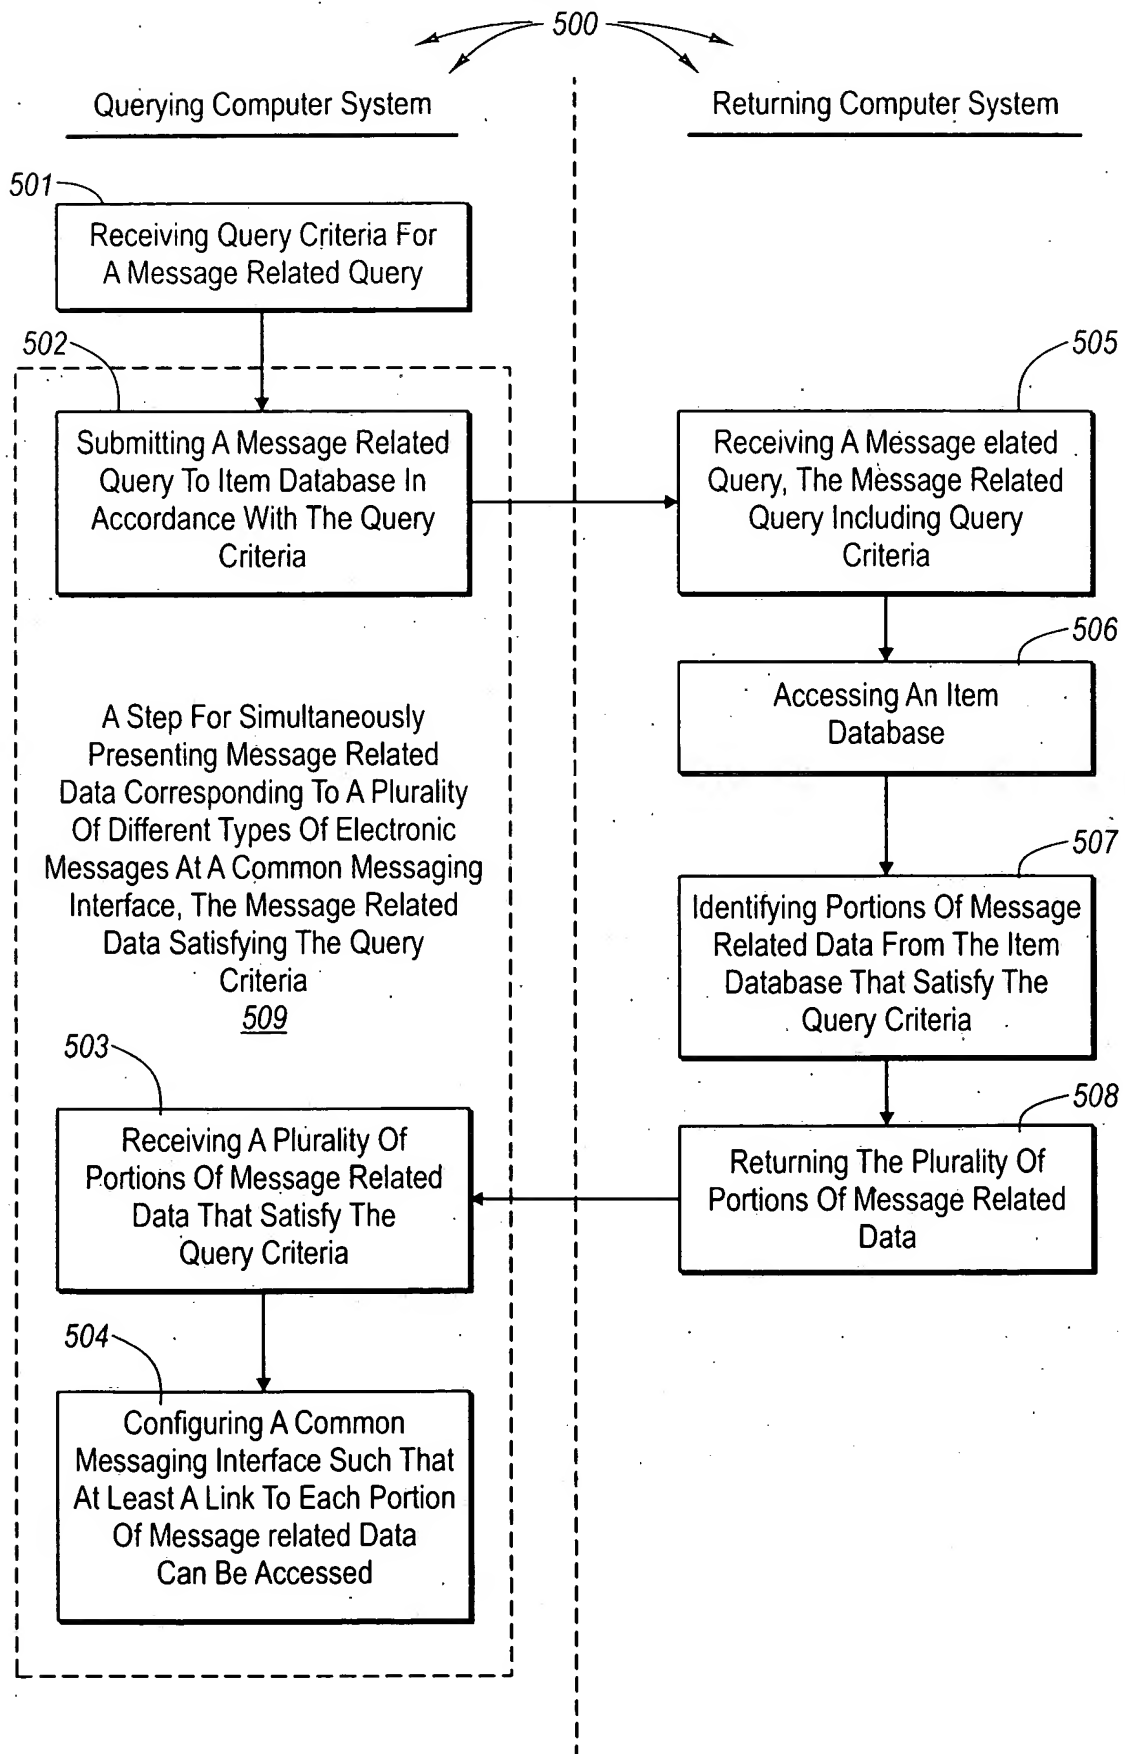 500
Querying Computer System
Returning Computer System
501
Receiving Query Criteria For
A Message Related Query
502
Submitting A Message Related
Query To Item Database In
Accordance With The Query
Criteria
505
Receiving A Message elated
Query, The Message Related
Query Including Query
Criteria
506
Accessing An Item
Database
A Step For Simultaneously
Presenting Message Related
Data Corresponding To A Plurality
Of Different Types Of Electronic
Messages At A Common Messaging
Interface, The Message Related
Data Satisfying The Query
Criteria
509
507
Identifying Portions Of Message
Related Data From The Item
Database That Satisfy The
Query Criteria
503
Receiving A Plurality Of
Portions Of Message Related
Data That Satisfy The
Query Criteria
508
Returning The Plurality Of
Portions Of Message Related
Data
504
Configuring A Common
Messaging Interface Such That
At Least A Link To Each Portion
Of Message related Data
Can Be Accessed